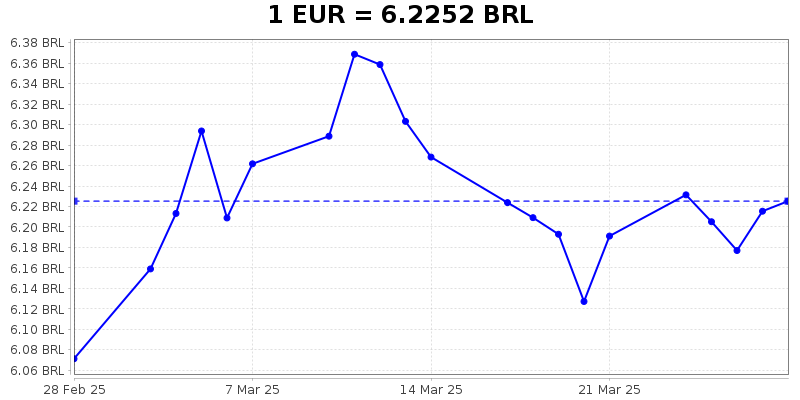 1 EUR = 6.2252 BRL
6.38 BRL
6.36 BRL
6.34 BRL
6.32 BRL
6.30 BRL
6.28 BRL
6.26 BRL
6.24 BRL
6.22 BRL
6.20 BRL
6.18 BRL
6.16 BRL
6.14 BRL
6.12 BRL
6.10 BRL
6.08 BRL
6.06 BRL
28 Feb 25 7 Mar 25 14 Mar 25 21 Mar 25